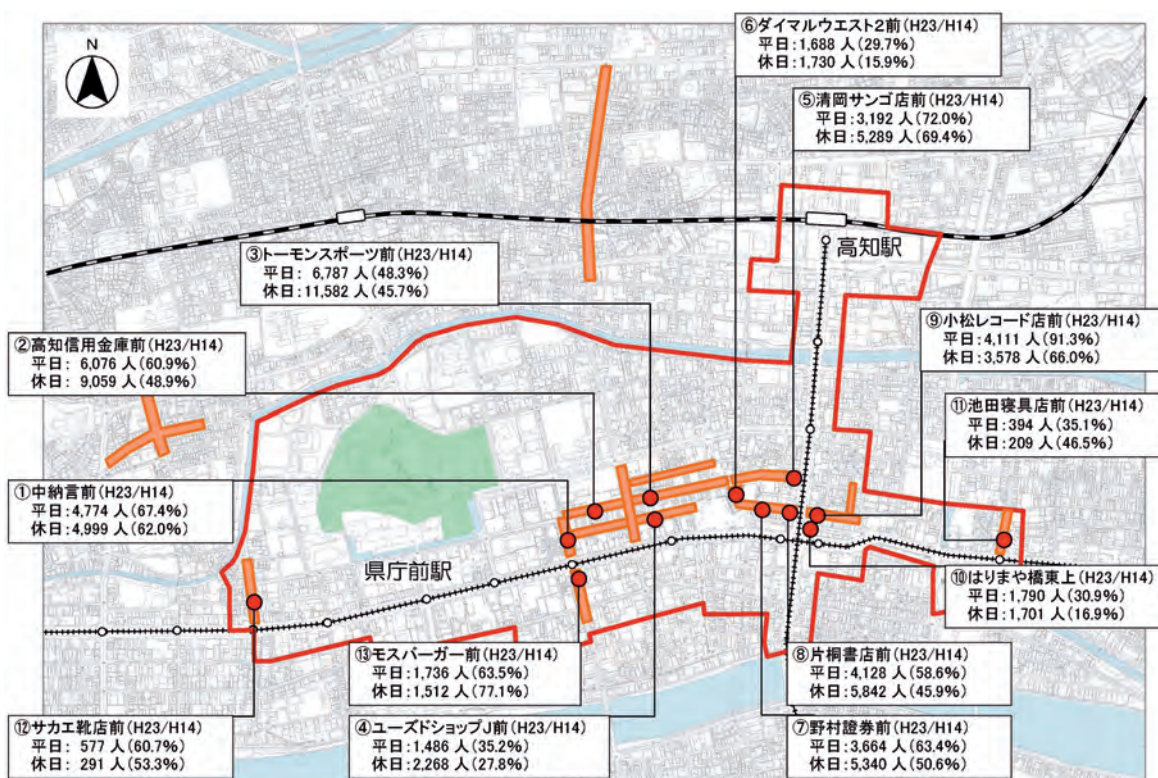 N
⑥ダイマルウエスト2前(H23/H14)
平日:1,688 人(29.7%)
休日:1,730 人(15.9%)
⑤清岡サンゴ店前(H23/H14)
平日:3,192 人(72.0%)
休日:5,289 人(69.4%)
高知駅
③トーモンスポーツ前(H23/H14)
平日: 6,787 人(48.3%)
休日:11,582 人(45.7%)
⑨小松レコード店前(H23/H14)
平日:4,111 人(91.3%)
休日:3,578 人(66.0%)
②高知信用金庫前(H23/H14)
平日: 6,076 人(60.9%)
休日: 9,059 人(48.9%)
⑪池田寝具店前(H23/H14)
平日:394 人(35.1%)
休日:209 人(46.5%)
①中納言前(H23/H14)
平日:4,774 人(67.4%)
休日:4,999 人(62.0%)
県庁前駅
⑩はりまや橋東上(H23/H14)
平日:1,790 人(30.9%)
休日:1,701 人(16.9%)
⑬モスバーガー前(H23/H14)
平日:1,736 人(63.5%)
休日:1,512 人(77.1%)
⑧片桐書店前(H23/H14)
平日:4,128 人(58.6%)
休日:5,842 人(45.9%)
⑫サカエ靴店前(H23/H14)
平日: 577 人(60.7%)
休日: 291 人(53.3%)
④ユーズドショップJ前(H23/H14)
平日:1,486 人(35.2%)
休日:2,268 人(27.8%)
⑦野村證券前(H23/H14)
平日:3,664 人(63.4%)
休日:5,340 人(50.6%)